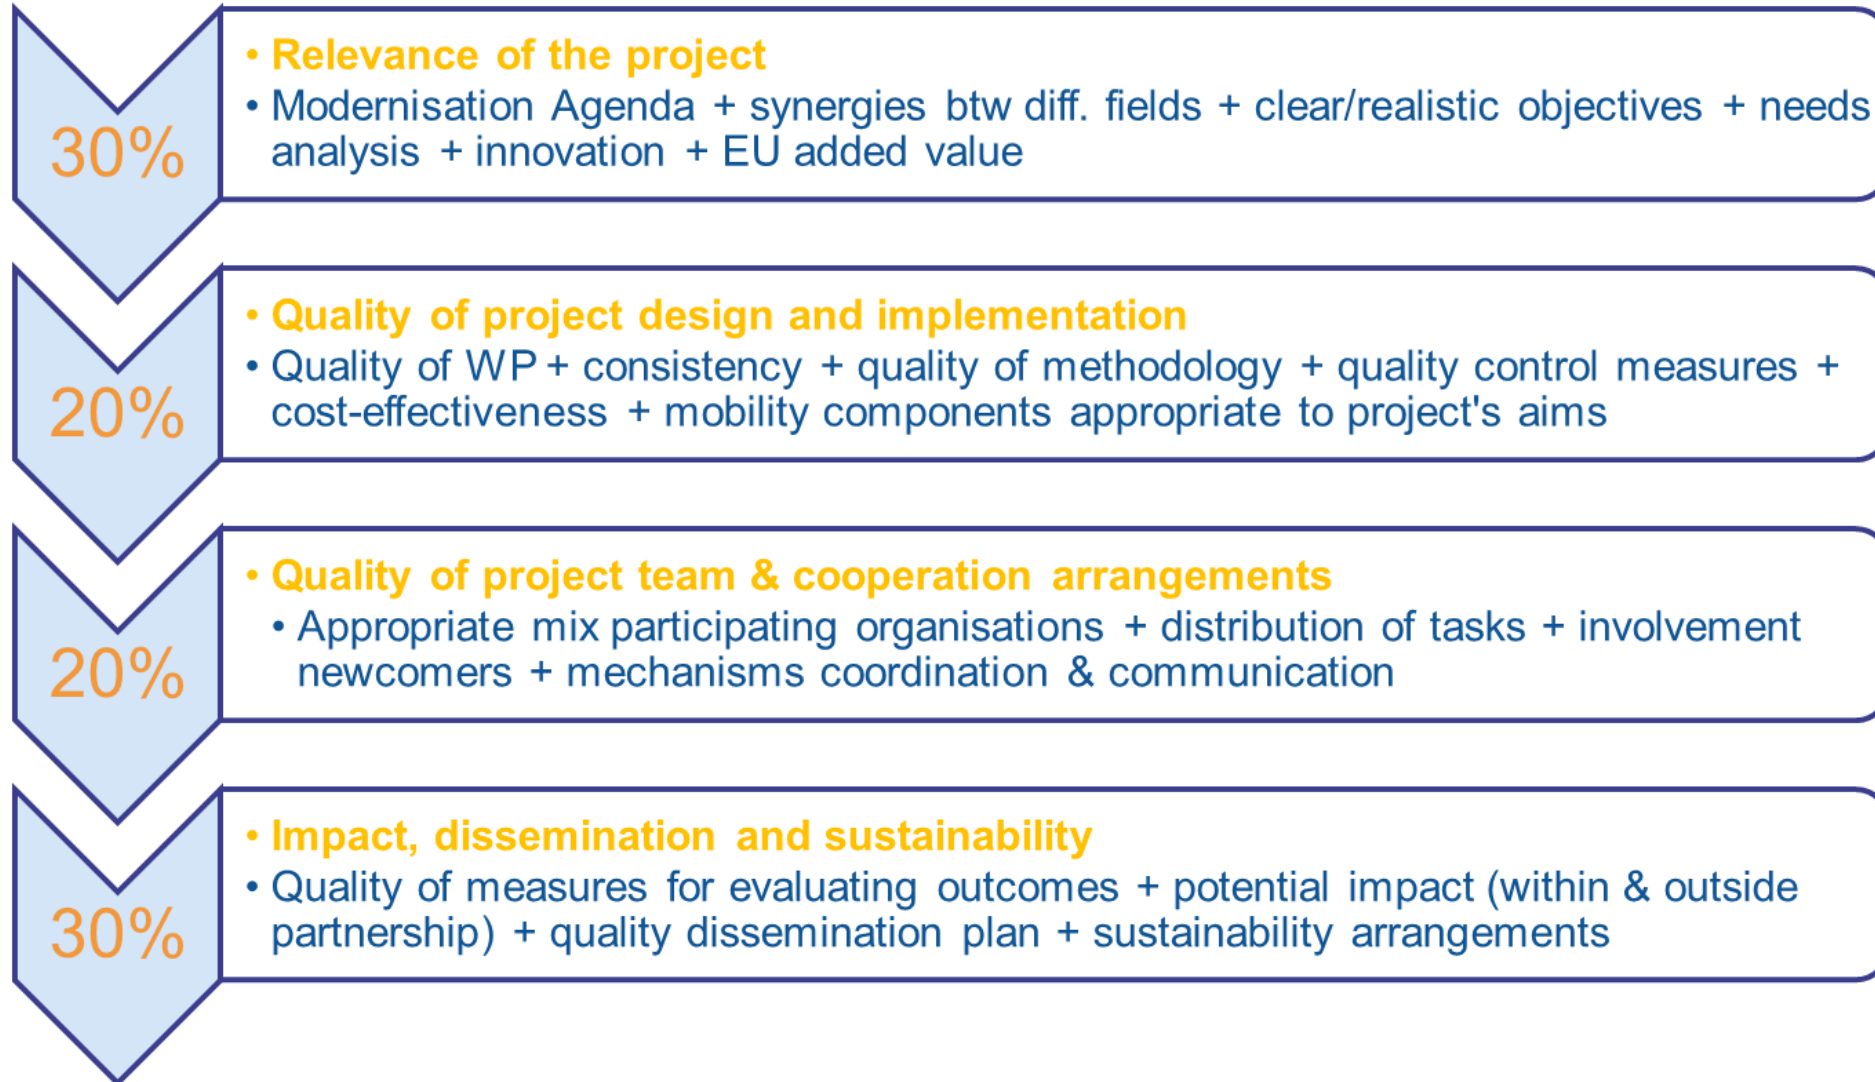 30%
• Relevance of the project
• Modernisation Agenda + synergies btw diff. fields + clear/realistic objectives + needs
analysis + innovation + EU added value
20%
• Quality of project design and implementation
• Quality of WP + consistency + quality of methodology + quality control measures +
cost-effectiveness + mobility components appropriate to project's aims
20%
• Quality of project team & cooperation arrangements
• Appropriate mix participating organisations + distribution of tasks + involvement
newcomers + mechanisms coordination & communication
30%
• Impact, dissemination and sustainability
• Quality of measures for evaluating outcomes + potential impact (within & outside
partnership) + quality dissemination plan + sustainability arrangements